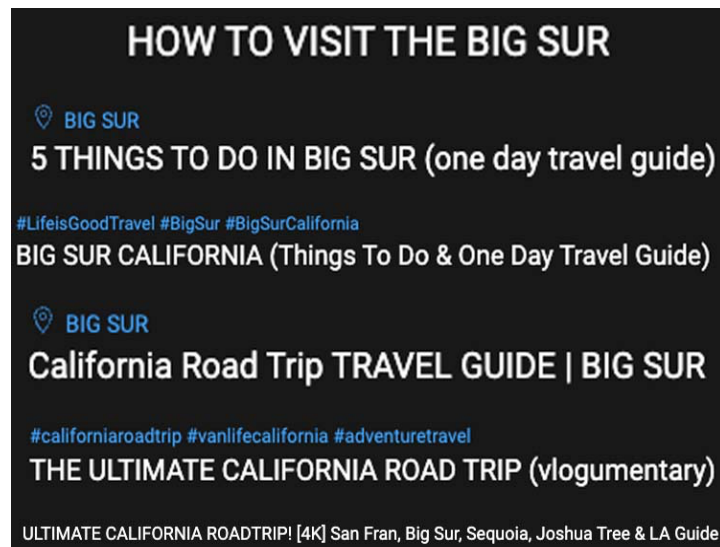 HOW TO VISIT THE BIG SUR
BIG SUR
5 THINGS TO DO IN BIG SUR (one day travel guide)
#LifeisGoodTravel #BigSur #BigSurCalifornia
BIG SUR CALIFORNIA (Things To Do & One Day Travel Guide)
BIG SUR
California Road Trip TRAVEL GUIDE | BIG SUR
#californiaroadtrip #vanlifecalifornia #adventuretravel
THE ULTIMATE CALIFORNIA ROAD TRIP (vlogumentary)
ULTIMATE CALIFORNIA ROADTRIP! [4K] San Fran, Big Sur, Sequoia, Joshua Tree & LA Guide